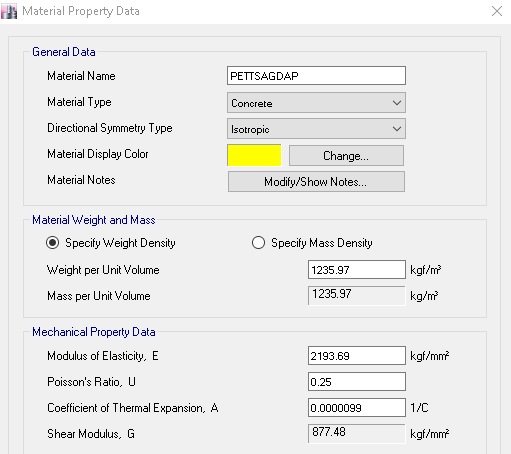 Material Property Data
General Data
Material Name PETTSAGDAP
Material Type Concrete
Directional Symmetry Type Isotropic
Material Display Color Change...
Material Notes Modify/Show Notes...
Material Weight and Mass
Specify Weight Density Specify Mass Density
Weight per Unit Volume 1235.97 kgf/m³
Mass per Unit Volume 1235.97 kg/m³
Mechanical Property Data
Modulus of Elasticity, E 2193.69 kgf/mm²
Poisson's Ratio, U 0.25
Coefficient of Thermal Expansion, A 0.0000099 1/C
Shear Modulus, G 877.48 kgf/mm²